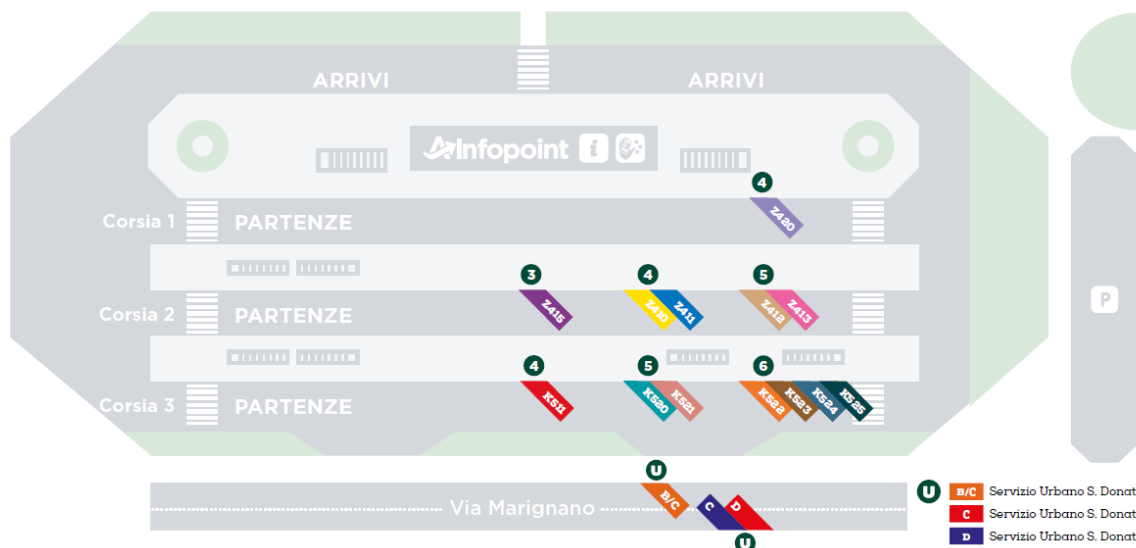 ARRIVI ARRIVI
Infopoint i
4
Corsia 1 PARTENZE Z420
3 4 5
Corsia 2 PARTENZE Z415 Z410 Z411 Z412 Z413
P
4 5 6
Corsia 3 PARTENZE K511 K520 K521 K522 K523 K524 K525
U
Via Marignano B/C C D
U
U B/C Servizio Urbano S. Donat
C Servizio Urbano S. Donat
D Servizio Urbano S. Donat